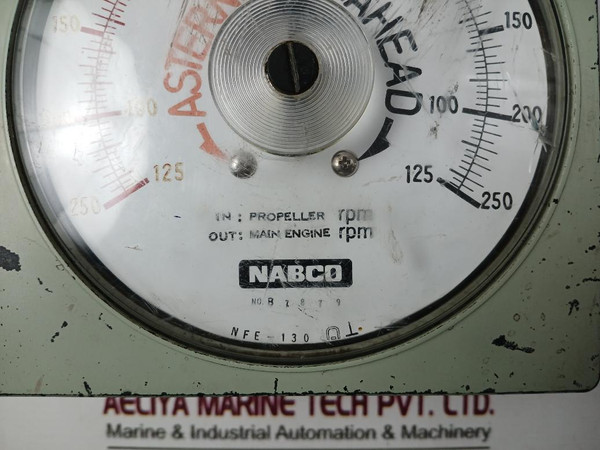 150 ASTERN AHEAD 150
100 100 200
125 125
250 250
IN : PROPELLER rpm
OUT: MAIN ENGINE rpm
NABCO
NFE - 130
AELIYA MARINE TECH PVT. LTD.
Marine & Industrial Automation & Machinery